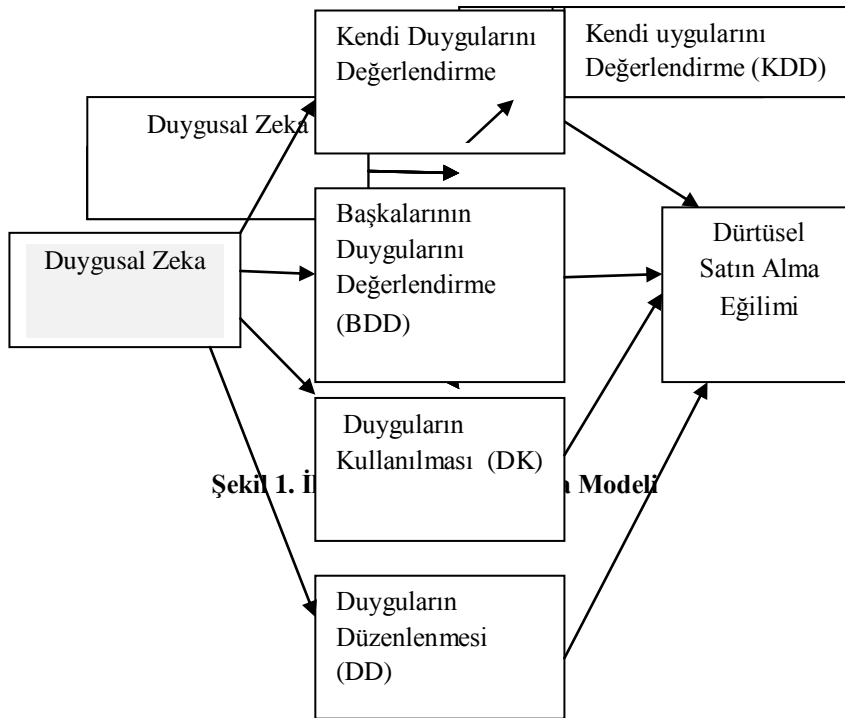 Kendi Duygularını
Değerlendirme
Kendi uygularını
Değerlendirme (KDD)
Duygusal Zeka
Duygusal Zeka
Başkalarının
Duygularını
Değerlendirme
(BDD)
Dürtüsel
Satın Alma
Eğilimi
Duyguların
Kullanılması (DK)
Şekil 1. Modeli
Duyguların
Düzenlenmesi
(DD)